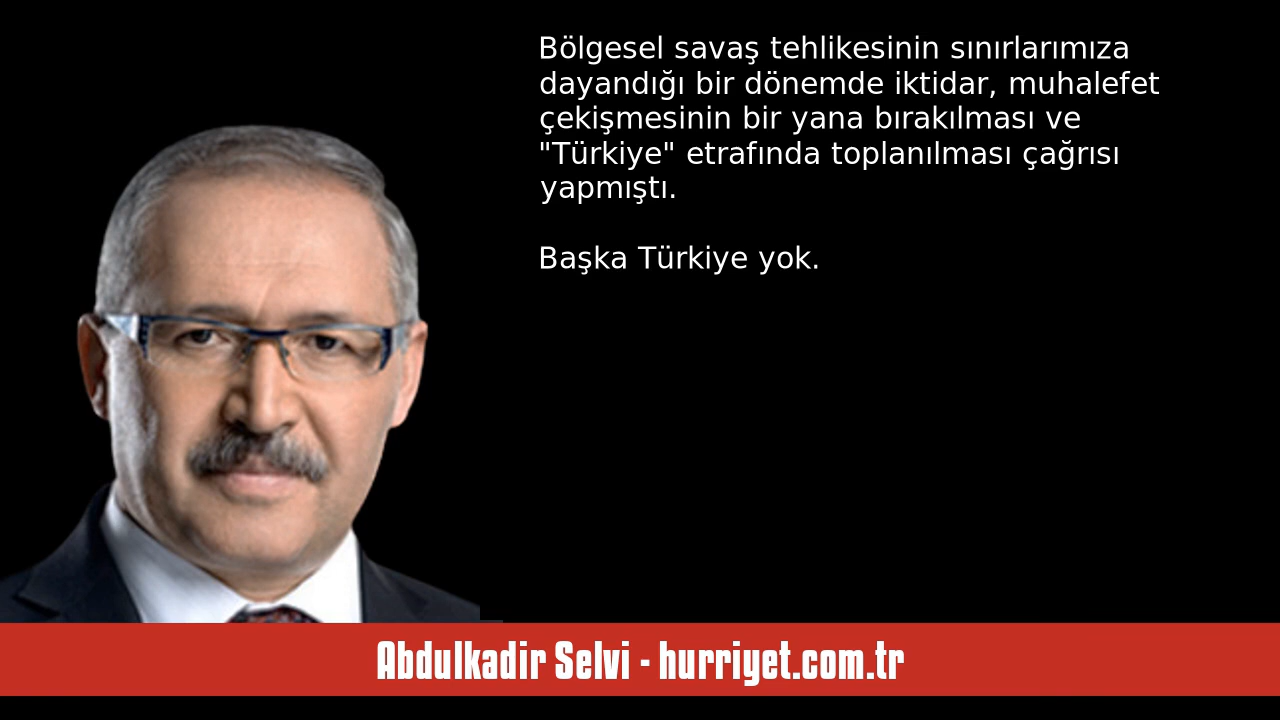 Bölgesel savaş tehlikesinin sınırlarımıza
dayandığı bir dönemde iktidar, muhalefet
çekişmesinin bir yana bırakılması ve
"Türkiye" etrafında toplanılması çağrısı
yapmıştı.
Başka Türkiye yok.
Abdulkadir Selvi - hurriyet.com.tr